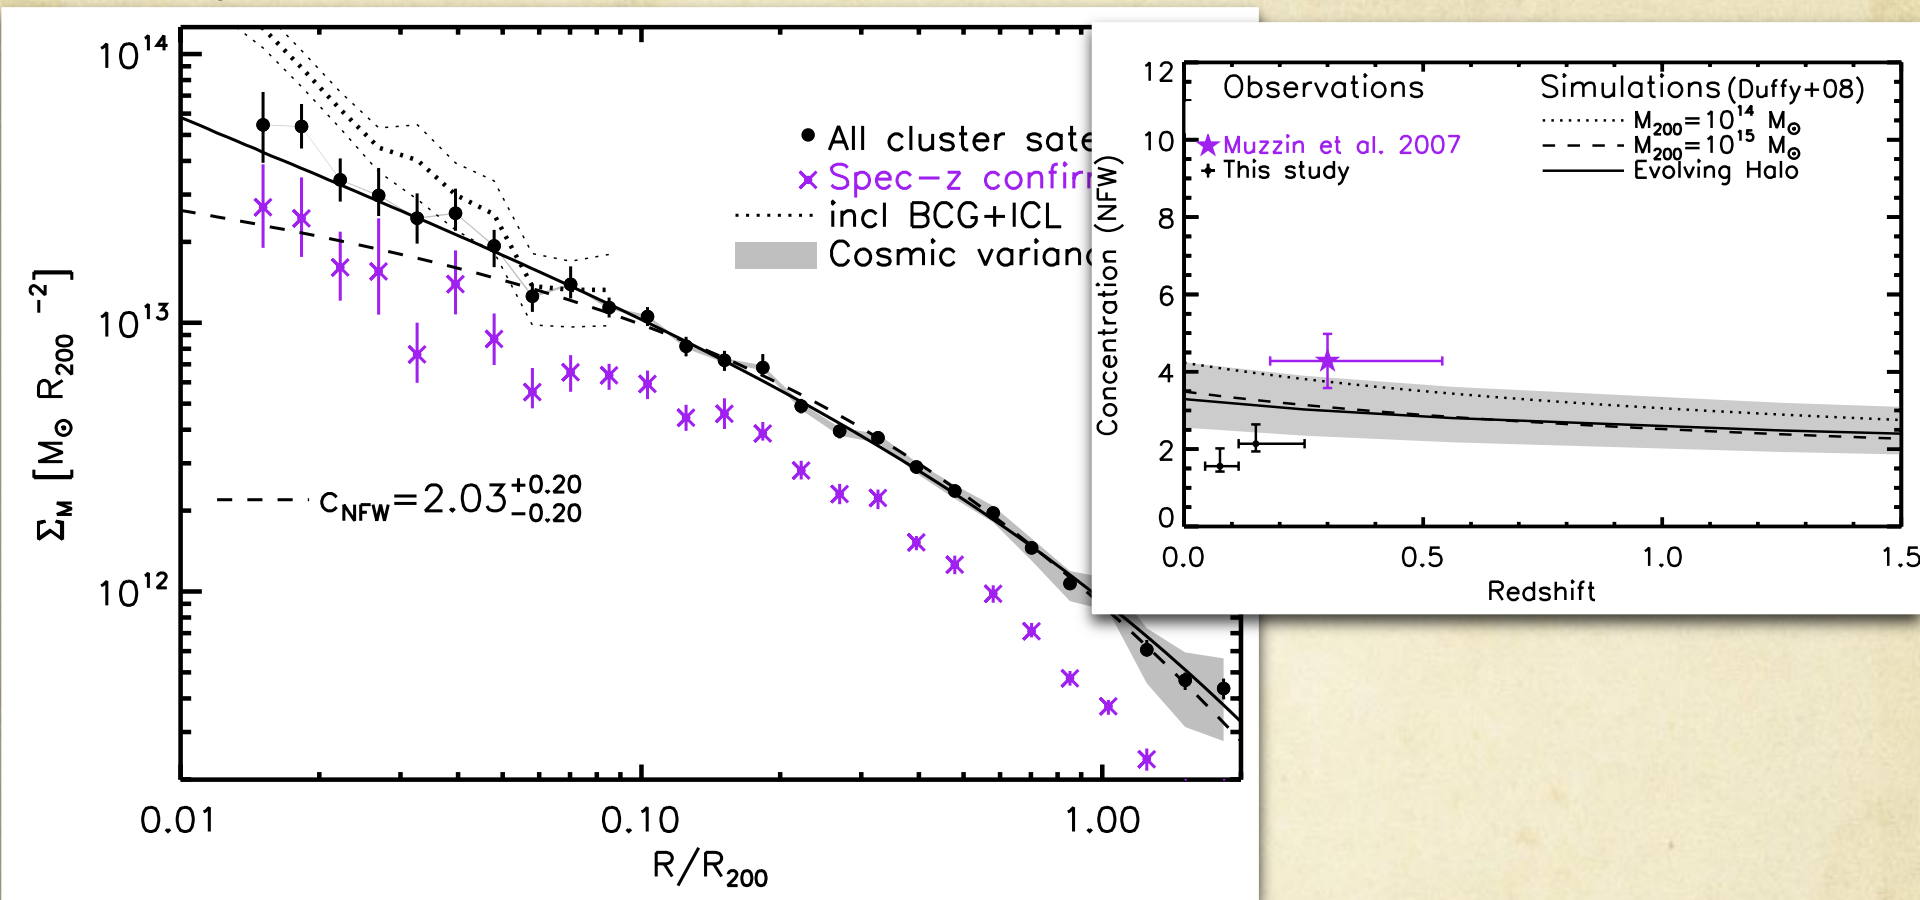 10^14
10^13
10^12
Σ_M [M_⊙ R_200^-2]
All cluster sate
Spec-z confir
incl BCG+ICL
Cosmic varian
c_NFW=2.03^+0.20_-0.20
0.01 0.10 1.00
R/R_200
12
10
8
6
4
2
0
Concentration (NFW)
Observations
Muzzin et al. 2007
This study
Simulations (Duffy+08)
M_200=10^14 M_⊙
M_200=10^15 M_⊙
Evolving Halo
0.0 0.5 1.0 1.5
Redshift